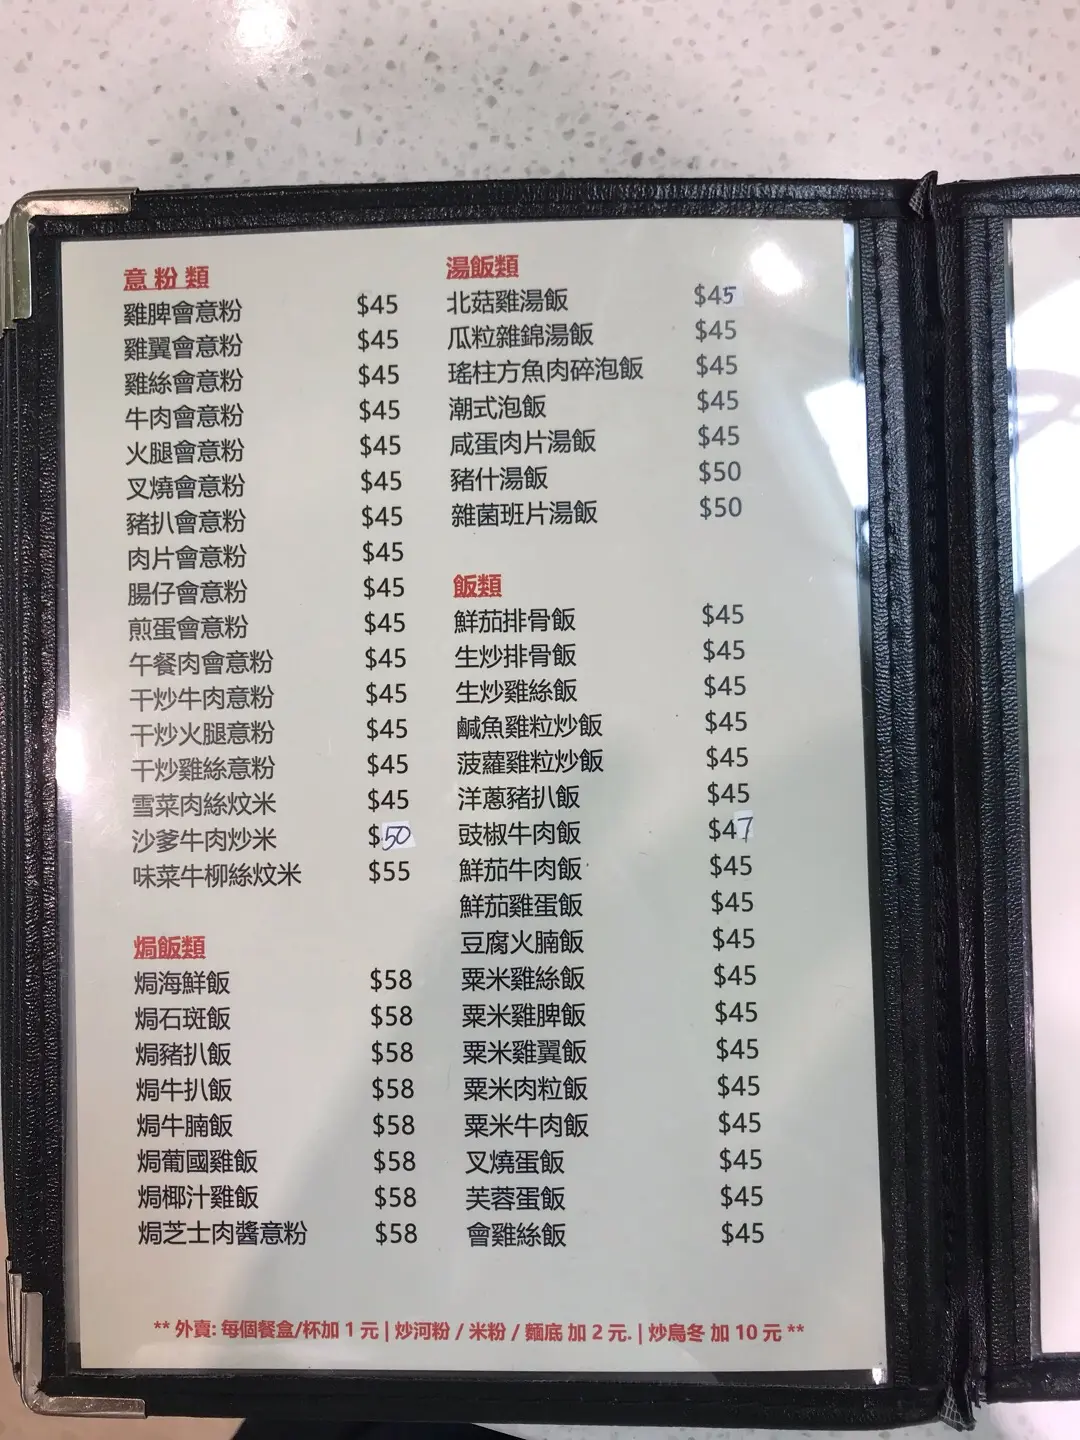 意粉類
雞脾會意粉 $45
雞翼會意粉 $45
雞絲會意粉 $45
牛肉會意粉 $45
火腿會意粉 $45
叉燒會意粉 $45
豬扒會意粉 $45
肉片會意粉 $45
腸仔會意粉 $45
煎蛋會意粉 $45
午餐肉會意粉 $45
干炒牛肉意粉 $45
干炒火腿意粉 $45
干炒雞絲意粉 $45
雪菜肉絲炆米 $45
沙爹牛肉炒米 $50
味菜牛柳絲炆米 $55
焗飯類
焗海鮮飯 $58
焗石斑飯 $58
焗豬扒飯 $58
焗牛扒飯 $58
焗牛腩飯 $58
焗葡國雞飯 $58
焗椰汁雞飯 $58
焗芝士肉醬意粉 $58
湯飯類
北菇雞湯飯 $45
瓜粒雜錦湯飯 $45
瑤柱方魚肉碎泡飯 $45
潮式泡飯 $45
咸蛋肉片湯飯 $45
豬什湯飯 $50
雜菌班片湯飯 $50
飯類
鮮茄排骨飯 $45
生炒排骨飯 $45
生炒雞絲飯 $45
鹹魚雞粒炒飯 $45
菠蘿雞粒炒飯 $45
洋蔥豬扒飯 $45
豉椒牛肉飯 $47
鮮茄牛肉飯 $45
鮮茄雞蛋飯 $45
豆腐火腩飯 $45
粟米雞絲飯 $45
粟米雞脾飯 $45
粟米雞翼飯 $45
粟米肉粒飯 $45
粟米牛肉飯 $45
叉燒蛋飯 $45
芙蓉蛋飯 $45
會雞絲飯 $45
** 外賣: 每個餐盒/杯加 1 元 | 炒河粉 / 米粉 / 麵底 加 2 元. | 炒烏冬 加 10 元 **